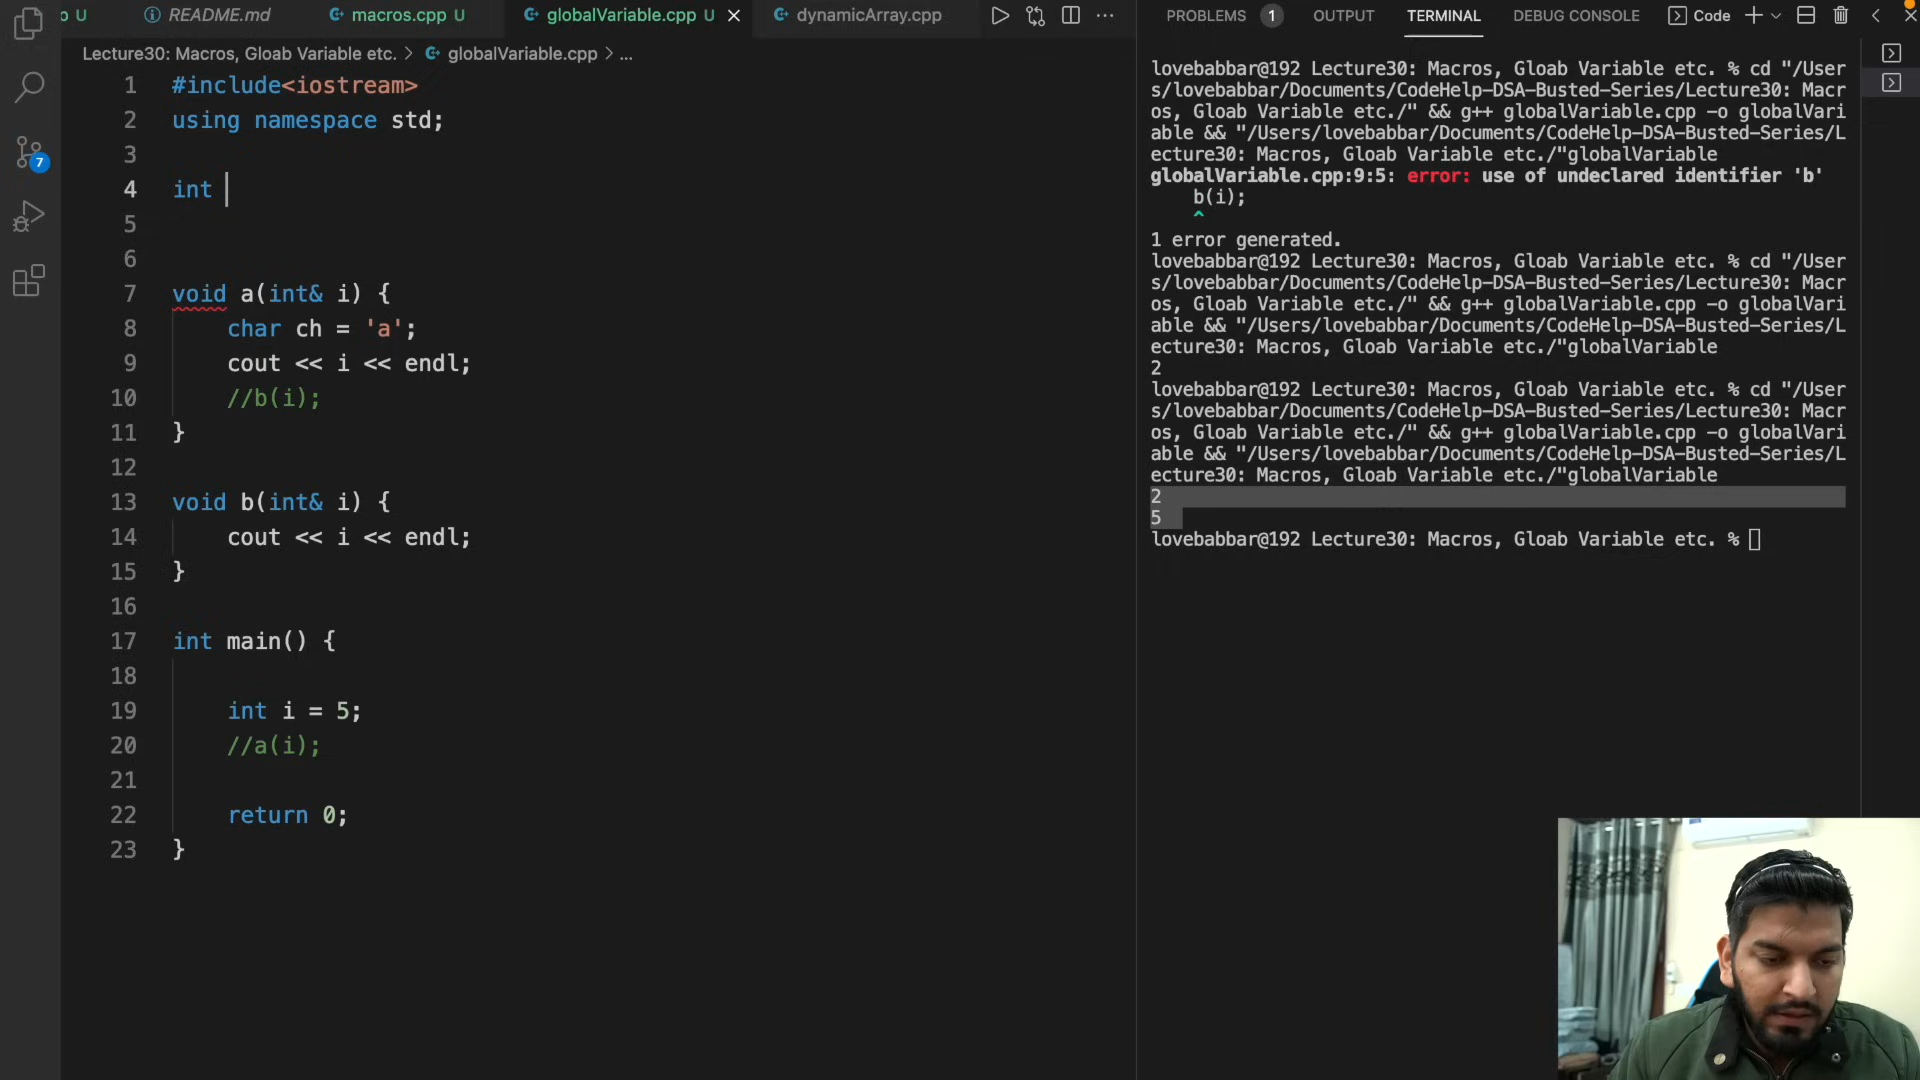 U
README.md
macros.cpp U
globalVariable.cpp U
dynamicArray.cpp
Lecture30: Macros, Gloab Variable etc. > globalVariable.cpp > ...
7
1 #include<iostream>
2 using namespace std;
3
4 int
5
6
7 void a(int& i) {
8 char ch = 'a';
9 cout << i << endl;
10 //b(i);
11 }
12
13 void b(int& i) {
14 cout << i << endl;
15 }
16
17 int main() {
18
19 int i = 5;
20 //a(i);
21
22 return 0;
23 }
PROBLEMS 1 OUTPUT TERMINAL DEBUG CONSOLE Code
lovebabbar@192 Lecture30: Macros, Gloab Variable etc. % cd "/User
s/lovebabbar/Documents/CodeHelp-DSA-Busted-Series/Lecture30: Macr
os, Gloab Variable etc./" && g++ globalVariable.cpp -o globalVari
able && "/Users/lovebabbar/Documents/CodeHelp-DSA-Busted-Series/L
ecture30: Macros, Gloab Variable etc./"globalVariable
globalVariable.cpp:9:5: error: use of undeclared identifier 'b'
b(i);
^
1 error generated.
lovebabbar@192 Lecture30: Macros, Gloab Variable etc. % cd "/User
s/lovebabbar/Documents/CodeHelp-DSA-Busted-Series/Lecture30: Macr
os, Gloab Variable etc./" && g++ globalVariable.cpp -o globalVari
able && "/Users/lovebabbar/Documents/CodeHelp-DSA-Busted-Series/L
ecture30: Macros, Gloab Variable etc./"globalVariable
2
lovebabbar@192 Lecture30: Macros, Gloab Variable etc. % cd "/User
s/lovebabbar/Documents/CodeHelp-DSA-Busted-Series/Lecture30: Macr
os, Gloab Variable etc./" && g++ globalVariable.cpp -o globalVari
able && "/Users/lovebabbar/Documents/CodeHelp-DSA-Busted-Series/L
ecture30: Macros, Gloab Variable etc./"globalVariable
2
5
lovebabbar@192 Lecture30: Macros, Gloab Variable etc. %